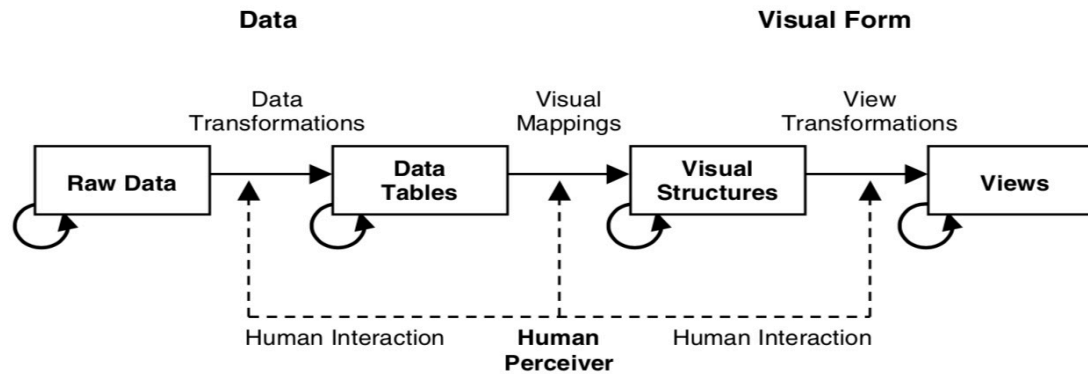 Data
Visual Form
Data
Transformations
Visual
Mappings
View
Transformations
Raw Data
Data
Tables
Visual
Structures
Views
Human Interaction
Human
Perceiver
Human Interaction